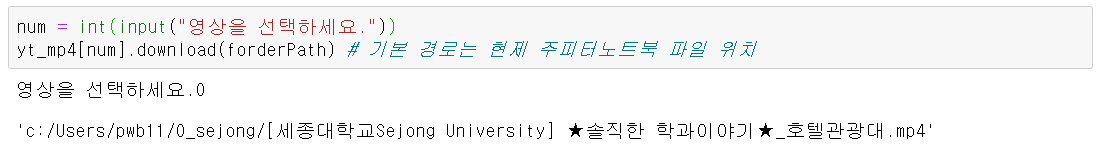 num = int(input("영상을 선택하세요."))
yt_mp4[num].download(forderPath) # 기본 경로는 현재 주피터노트북 파일 위치
영상을 선택하세요.0
'c:/Users/pwb11/0_sejong/[세종대학교Sejong University] ★솔직한 학과이야기★_호텔관광대.mp4'